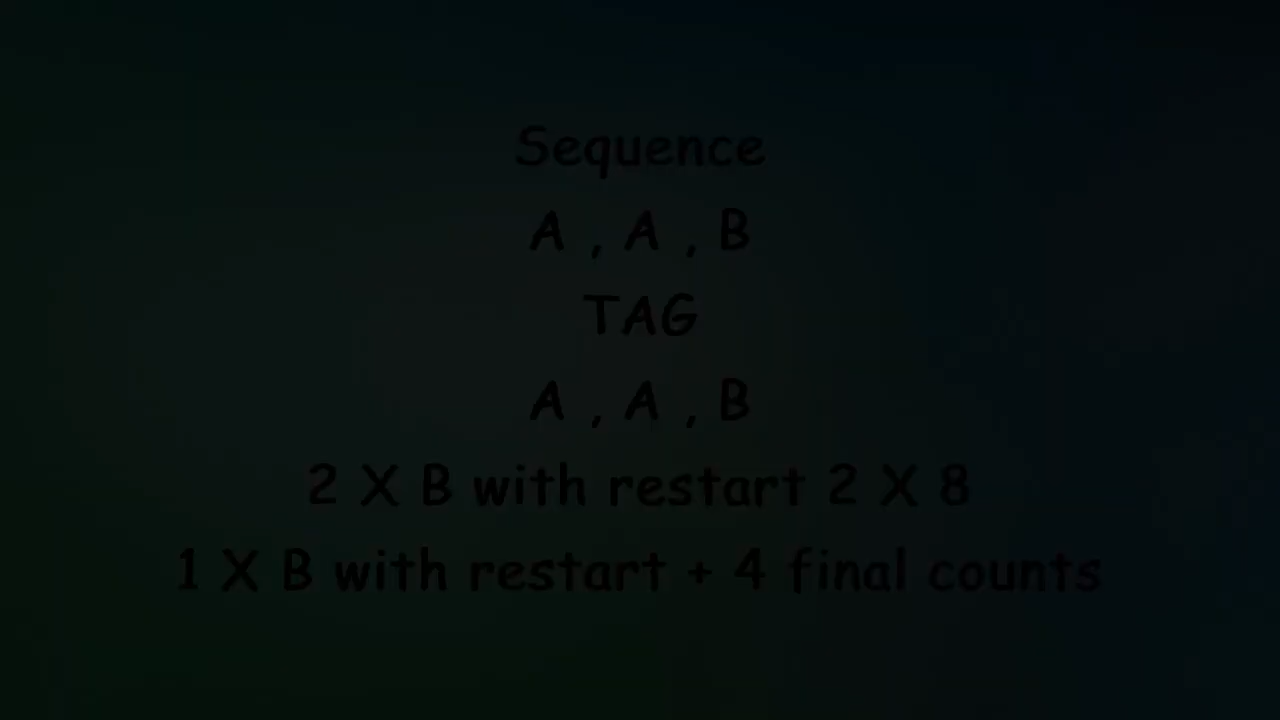 Sequence
A , A , B
TAG
A , A , B
2 X B with restart 2 X 8
1 X B with restart + 4 final counts